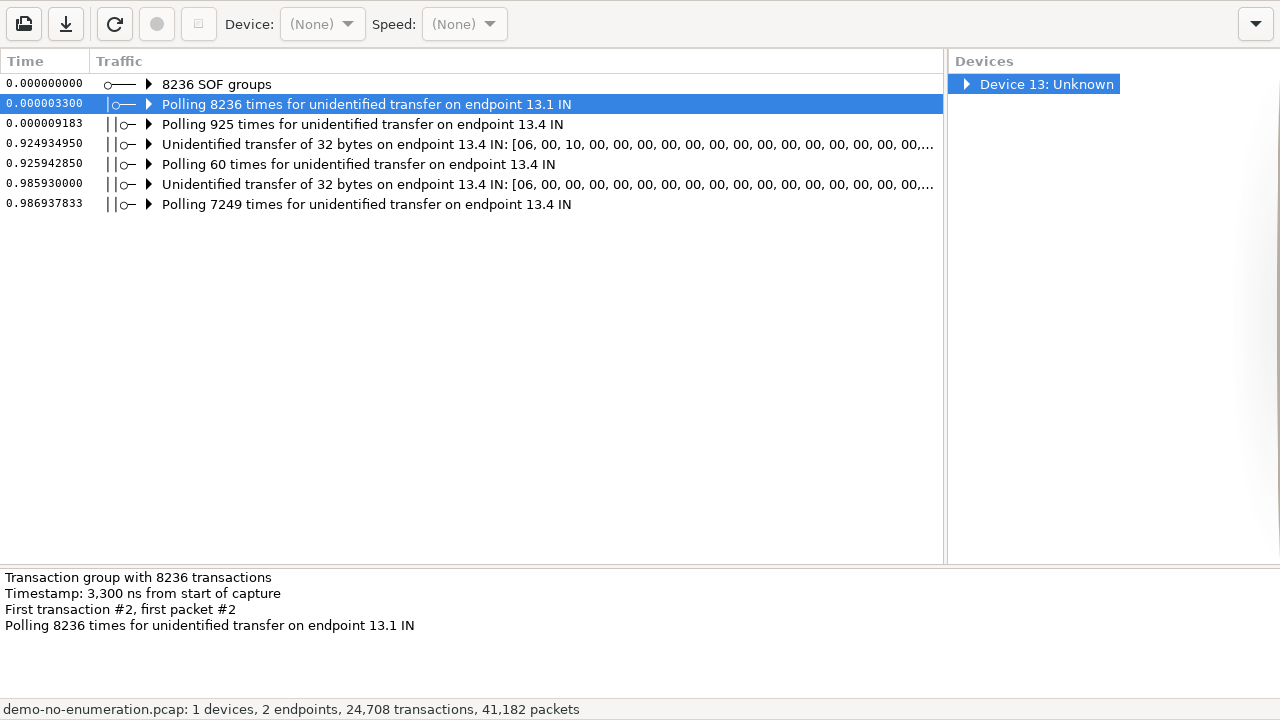 Device: (None) Speed: (None)
Time Traffic Devices
0.000000000 8236 SOF groups
Device 13: Unknown
0.000003300 Polling 8236 times for unidentified transfer on endpoint 13.1 IN
0.000009183 Polling 925 times for unidentified transfer on endpoint 13.4 IN
0.924934950 Unidentified transfer of 32 bytes on endpoint 13.4 IN: [06, 00, 10, 00, 00, 00, 00, 00, 00, 00, 00, 00, 00, 00, 00, 00, 00,...
0.925942850 Polling 60 times for unidentified transfer on endpoint 13.4 IN
0.985930000 Unidentified transfer of 32 bytes on endpoint 13.4 IN: [06, 00, 00, 00, 00, 00, 00, 00, 00, 00, 00, 00, 00, 00, 00, 00, 00,...
0.986937833 Polling 7249 times for unidentified transfer on endpoint 13.4 IN
Transaction group with 8236 transactions
Timestamp: 3,300 ns from start of capture
First transaction #2, first packet #2
Polling 8236 times for unidentified transfer on endpoint 13.1 IN
demo-no-enumeration.pcap: 1 devices, 2 endpoints, 24,708 transactions, 41,182 packets